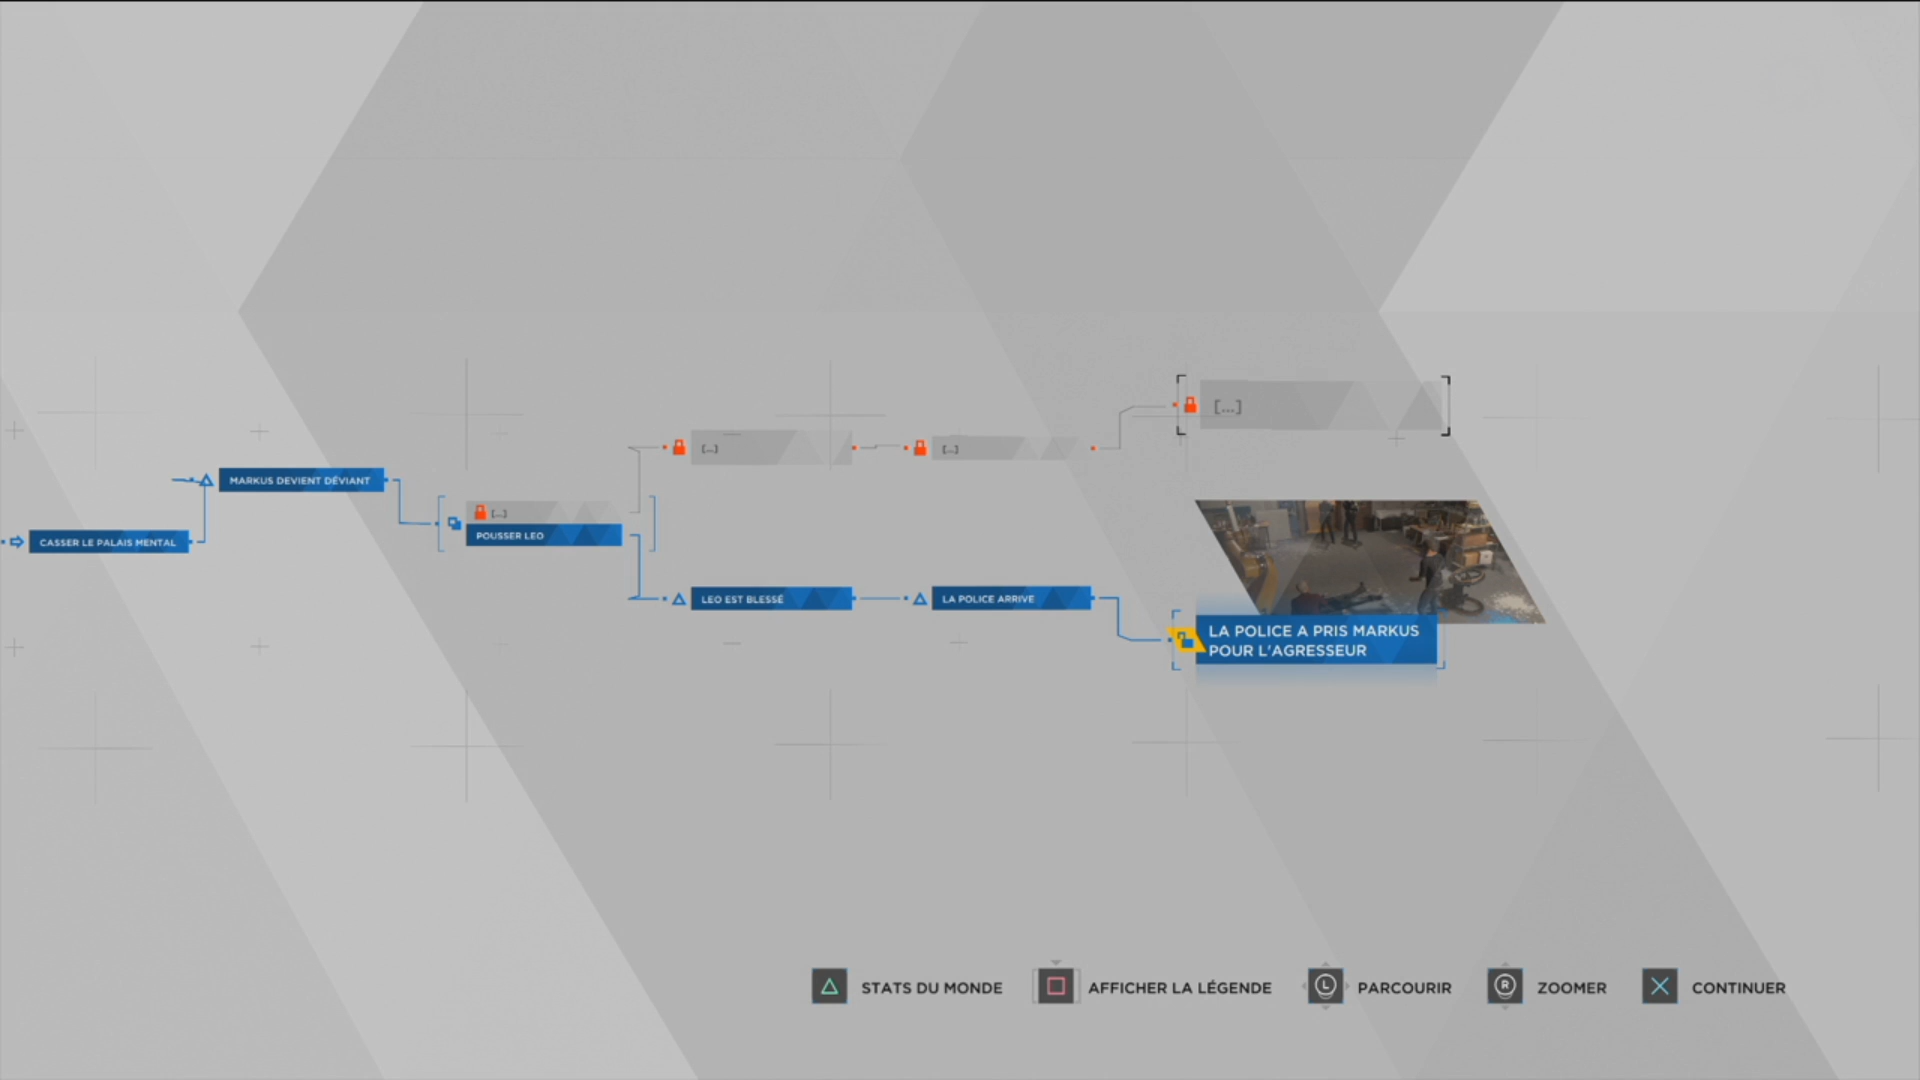 [...]
[...]
[...]
MARKUS DEVIENT DÉVIANT
[...]
POUSSER LEO
CASSER LE PALAIS MENTAL
LEO EST BLESSÉ
LA POLICE ARRIVE
LA POLICE A PRIS MARKUS
POUR L'AGRESSEUR
STATS DU MONDE
AFFICHER LA LÉGENDE
L
PARCOURIR
R
ZOOMER
CONTINUER